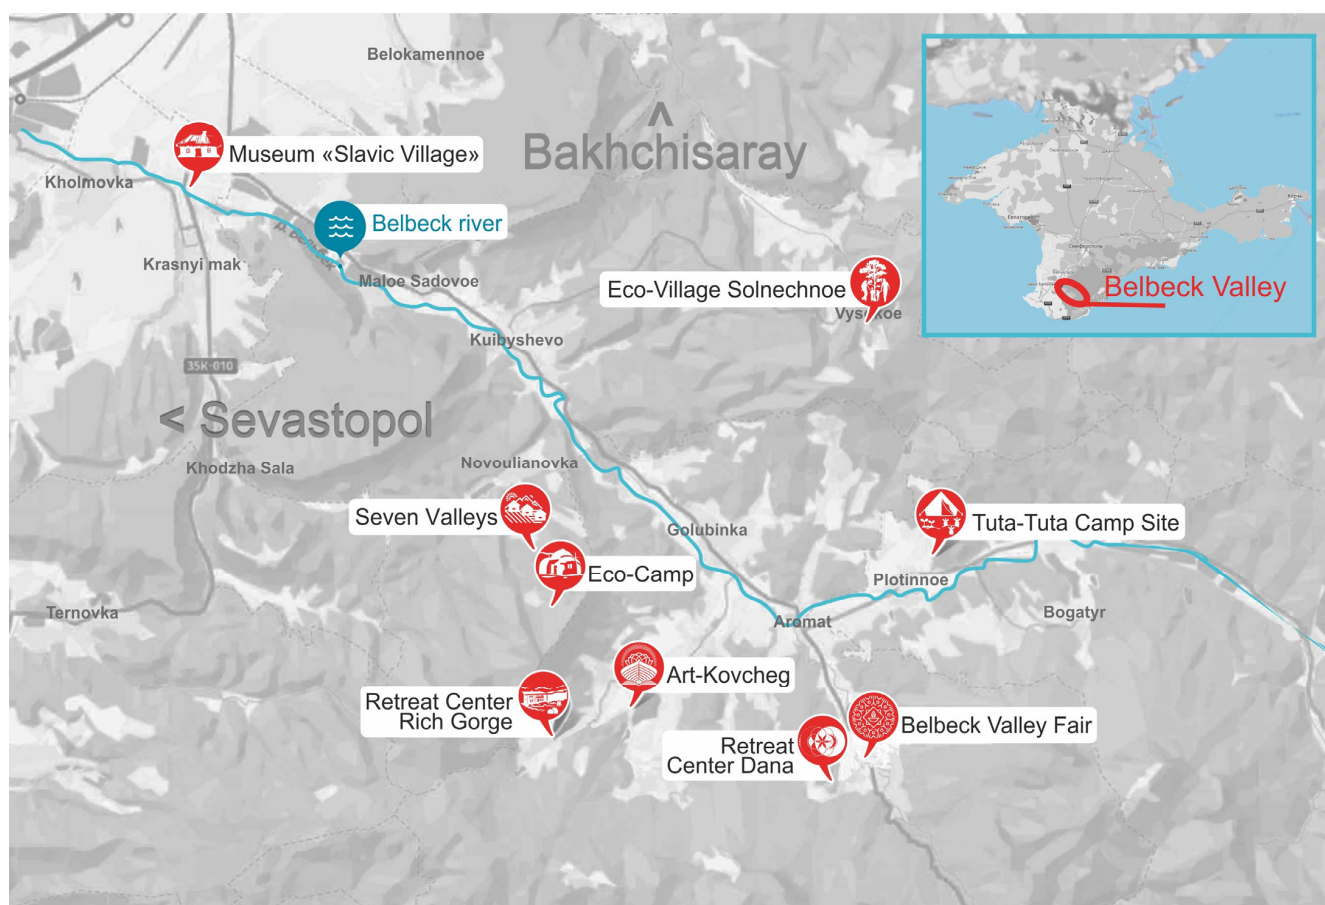 Belokamennoe
^
Bakhchisaray
Museum «Slavic Village»
Kholmovka
Belbeck river
Krasnyi mak
Maloe Sadovoe
Eco-Village Solnechnoe
Vysokoe
Belbeck Valley
Kuibyshevo
35K-010
< Sevastopol
Khodzha Sala
Novoulianovka
Seven Valleys
Golubinka
Tuta-Tuta Camp Site
Eco-Camp
Plotinnoe
Ternovka
Aromat
Bogatyr
Art-Kovcheg
Retreat Center
Rich Gorge
Belbeck Valley Fair
Retreat
Center Dana